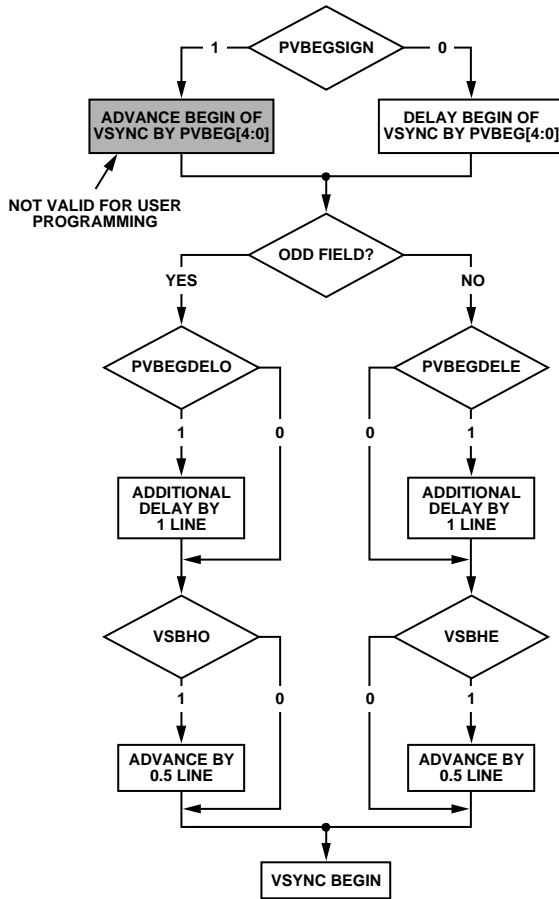 PVBEGSIGN
1
0
ADVANCE BEGIN OF
VSYNC BY PVBEG[4:0]
DELAY BEGIN OF
VSYNC BY PVBEG[4:0]
NOT VALID FOR USER
PROGRAMMING
ODD FIELD?
YES
NO
PVBEGDELO
PVBEGDELE
1
0
0
1
ADDITIONAL
DELAY BY
1 LINE
ADDITIONAL
DELAY BY
1 LINE
VSBHO
VSBHE
1
0
0
1
ADVANCE BY
0.5 LINE
ADVANCE BY
0.5 LINE
VSYNC BEGIN